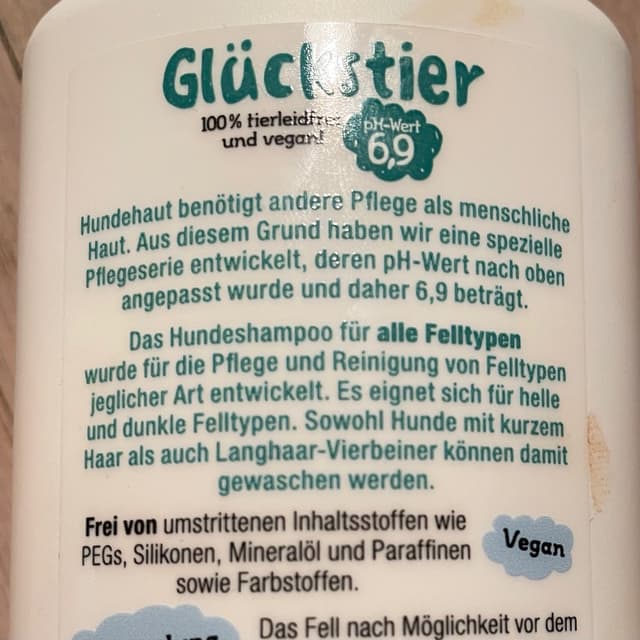 Glückstier
100% tierleidfrei
und vegan!
pH-Wert
6,9
Hundehaut benötigt andere Pflege als menschliche
Haut. Aus diesem Grund haben wir eine spezielle
Pflegeserie entwickelt, deren pH-Wert nach oben
angepasst wurde und daher 6,9 beträgt.
Das Hundeshampoo für alle Felltypen
wurde für die Pflege und Reinigung von Felltypen
jeglicher Art entwickelt. Es eignet sich für helle
und dunkle Felltypen. Sowohl Hunde mit kurzem
Haar als auch Langhaar-Vierbeiner können damit
gewaschen werden.
Frei von umstrittenen Inhaltsstoffen wie
PEGs, Silikonen, Mineralöl und Paraffinen
sowie Farbstoffen.
Vegan
Das Fell nach Möglichkeit vor dem